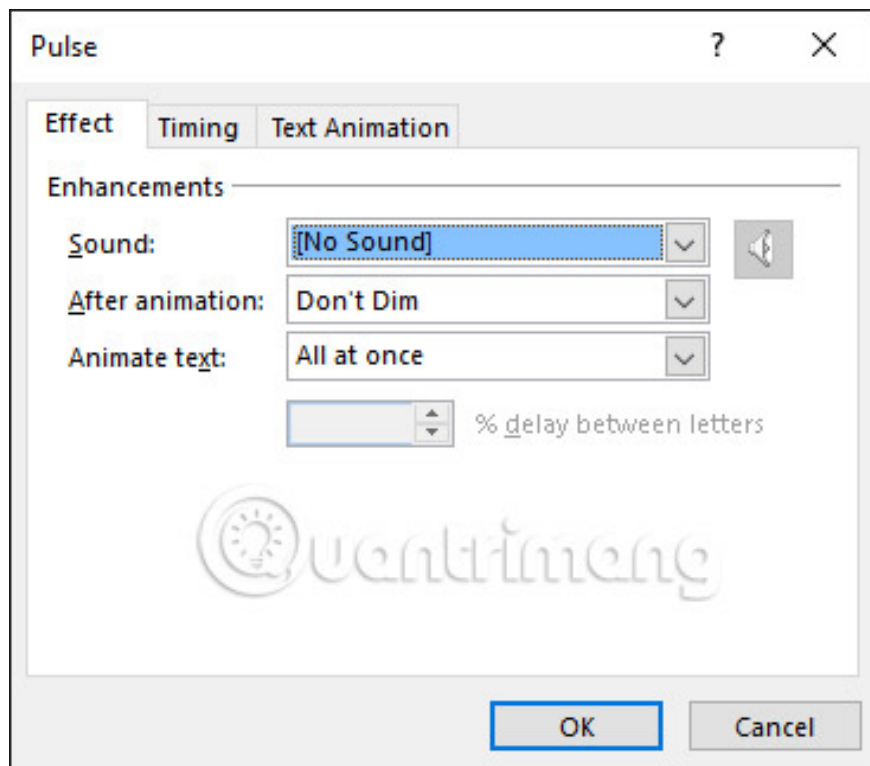 Pulse ?
Effect Timing Text Animation
Enhancements
Sound: [No Sound]
After animation: Don't Dim
Animate text: All at once
% delay between letters
Quantrimang
OK Cancel